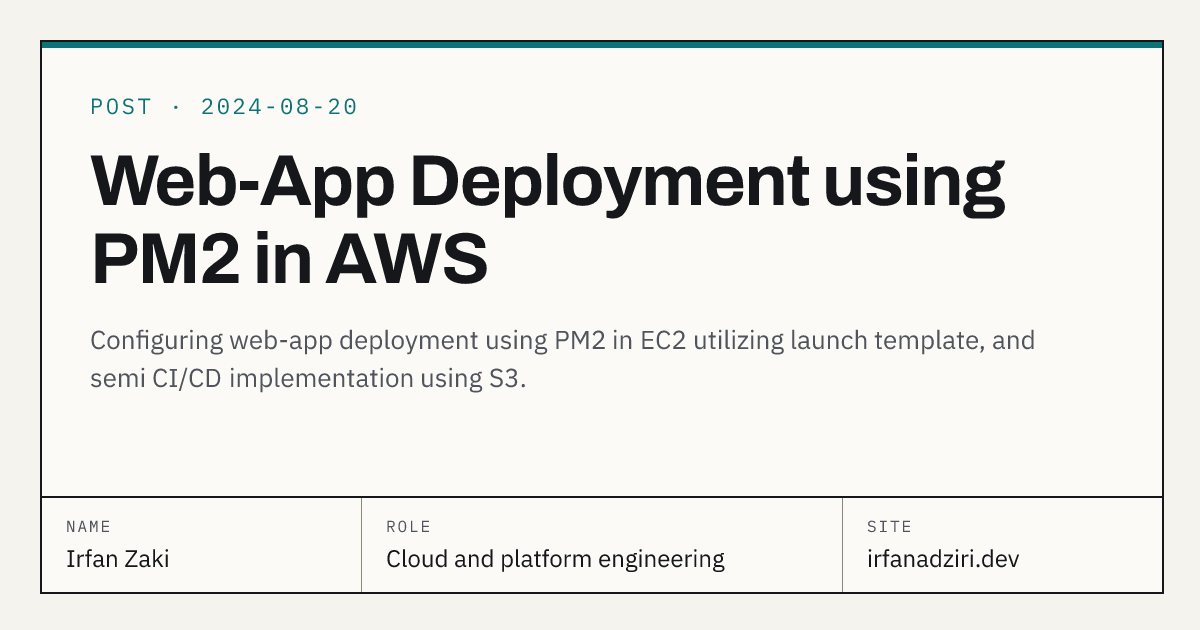 POST · 2024-08-20
Web-App Deployment using
PM2 in AWS
Configuring web-app deployment using PM2 in EC2 utilizing launch template, and
semi CI/CD implementation using S3.
NAME
Irfan Zaki
ROLE
Cloud and platform engineering
SITE
irfanadziri.dev